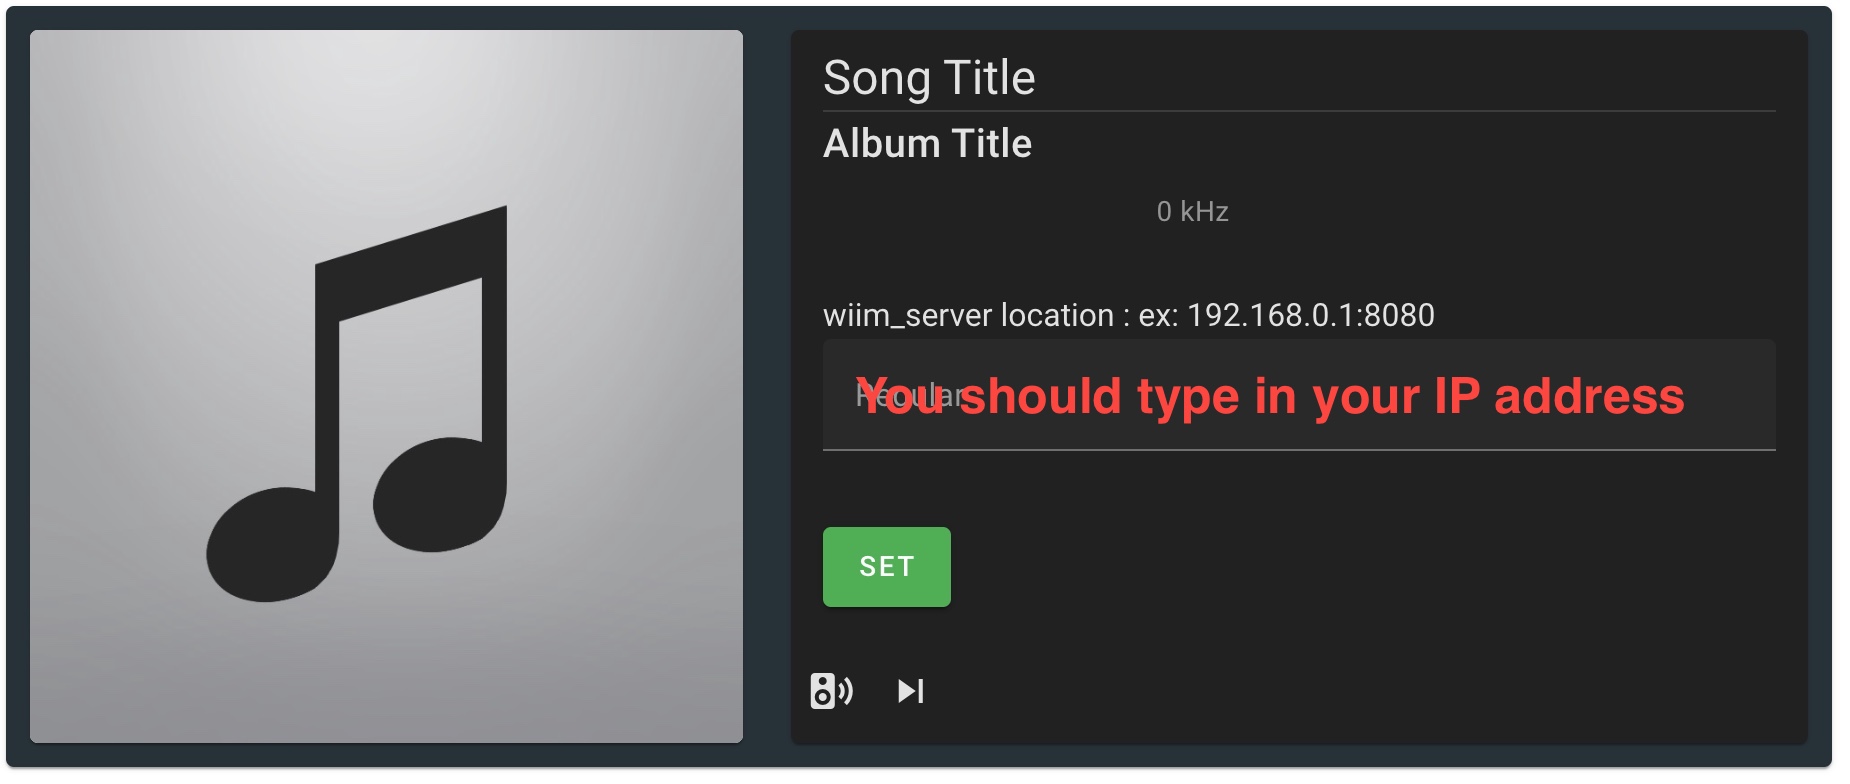 Song Title
Album Title
0 kHz
wiim_server location : ex: 192.168.0.1:8080
Regular
You should type in your IP address
SET